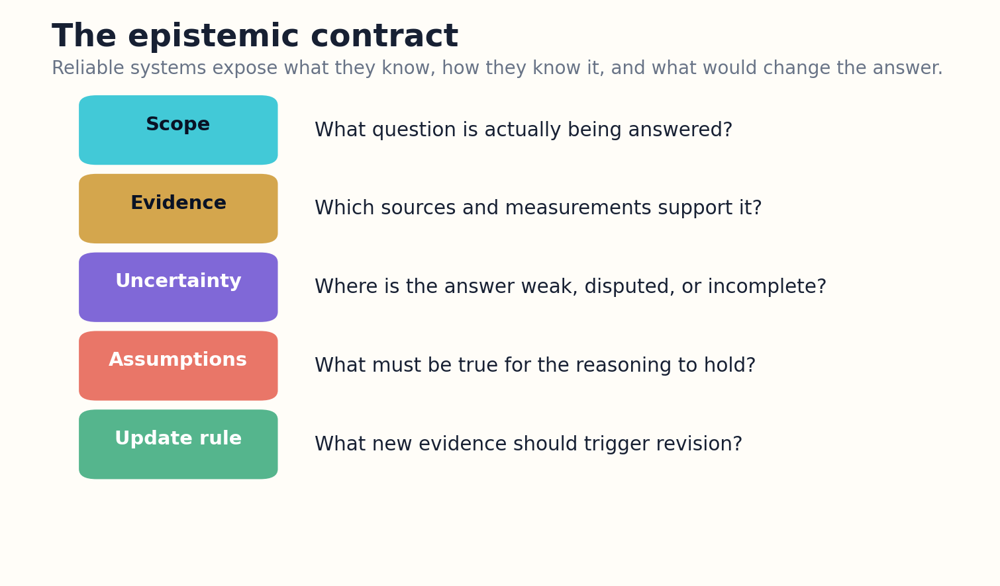 The epistemic contract
Reliable systems expose what they know, how they know it, and what would change the answer.
Scope
What question is actually being answered?
Evidence
Which sources and measurements support it?
Uncertainty
Where is the answer weak, disputed, or incomplete?
Assumptions
What must be true for the reasoning to hold?
Update rule
What new evidence should trigger revision?